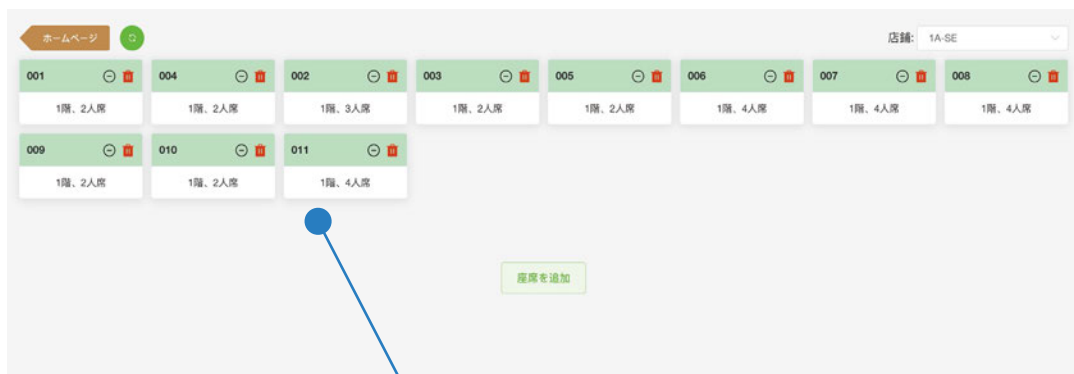 ホームページ
店舗: 1A-SE
001 004 002 003 005 006 007 008
1階、2人席 1階、2人席 1階、3人席 1階、2人席 1階、2人席 1階、4人席 1階、4人席 1階、4人席
009 010 011
1階、2人席 1階、2人席 1階、4人席
座席を追加